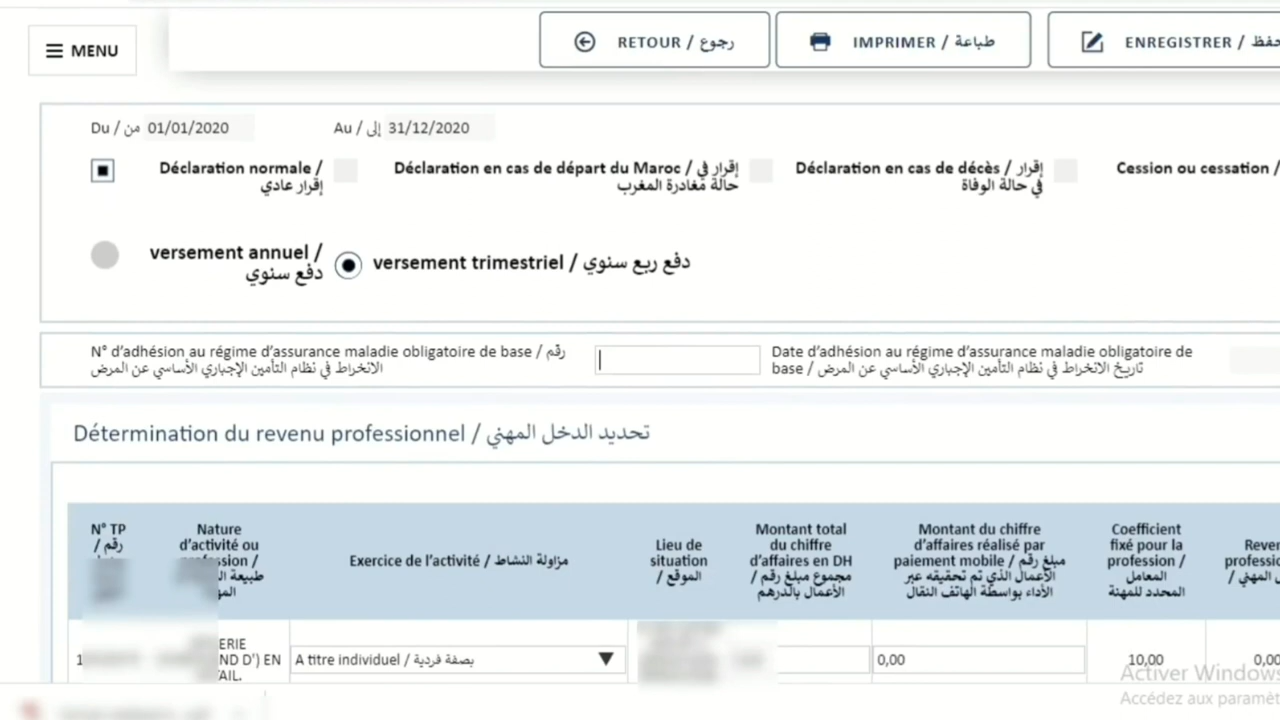 MENU
RETOUR / رجوع
IMPRIMER / طباعة
ENREGISTRER / حفظ
Du / من 01/01/2020
Au / إلى 31/12/2020
Déclaration normale /
إقرار عادي
Déclaration en cas de départ du Maroc / إقرار في
حالة مغادرة المغرب
Déclaration en cas de décès / إقرار
في حالة الوفاة
Cession ou cessation /
versement annuel /
دفع سنوي
versement trimestriel / دفع ربع سنوي
N° d’adhésion au régime d’assurance maladie obligatoire de base / رقم
الانخراط في نظام التأمين الإجباري الأساسي عن المرض
Date d’adhésion au régime d’assurance maladie obligatoire de
base / تاريخ الانخراط في نظام التأمين الإجباري الأساسي عن المرض
Détermination du revenu professionnel / تحديد الدخل المهني
N° TP
/ رقم
Nature
d’activité ou
/
طبيعة
Exercice de l’activité / مزاولة النشاط
Lieu de
situation
/ الموقع
Montant total
du chiffre
d’affaires en DH
/ مجموع مبلغ رقم
الأعمال بالدرهم
Montant du chiffre
d’affaires réalisé par
paiement mobile / مبلغ رقم
الأعمال الذي تم تحقيقه عبر
الأداء بواسطة الهاتف النقال
Coefficient
fixé pour la
profession /
المعامل
المحدد للمهنة
A titre individuel / بصفة فردية
0,00
10,00
0,00
Activer Windows
Accédez aux paramèt